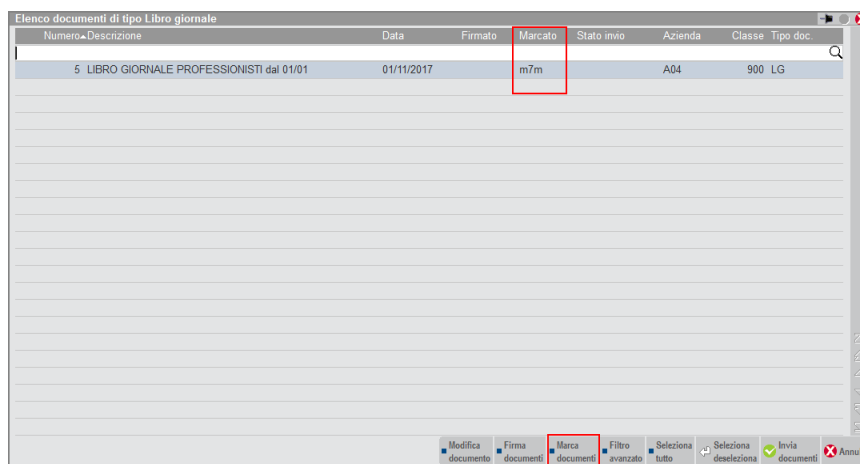 Elenco documenti di tipo Libro giornale
Numero Descrizione Data Firmato Marcato Stato invio Azienda Classe Tipo doc.
5 LIBRO GIORNALE PROFESSIONISTI dal 01/01 01/11/2017 m7m A04 900 LG
Modifica Firma Marca Filtro Seleziona Seleziona Invia
documento documenti documenti avanzato tutto deseleziona documenti Annu